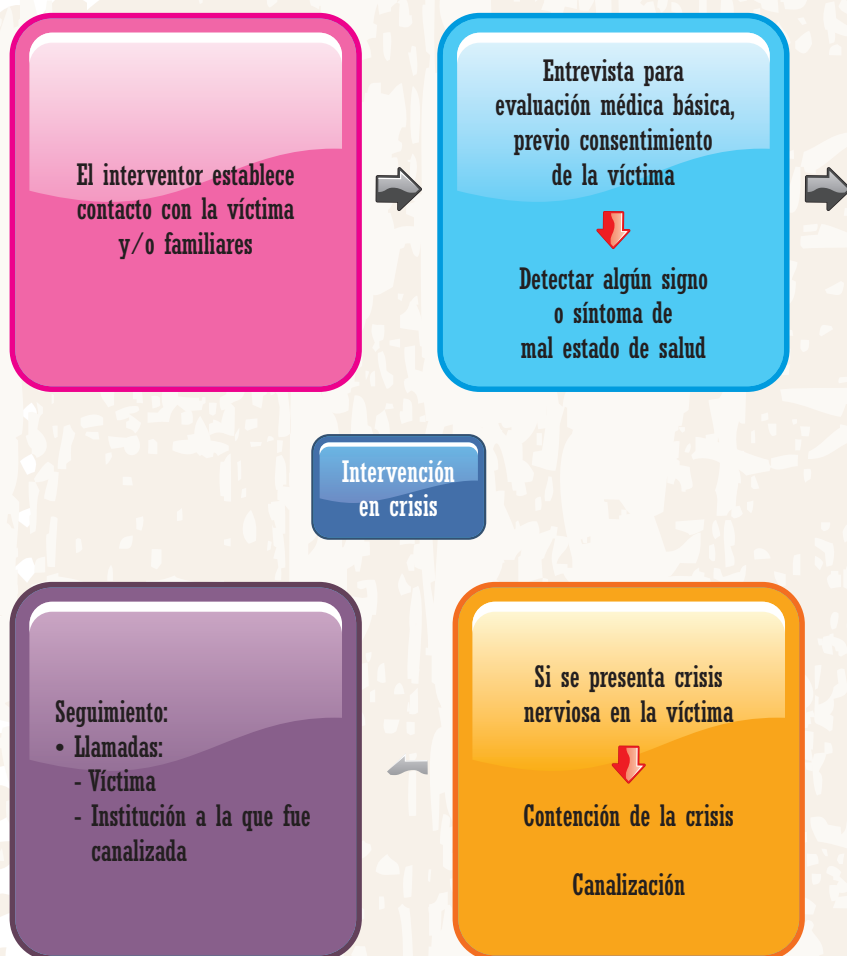 El interventor establece
contacto con la víctima
y/o familiares
Entrevista para
evaluación médica básica,
previo consentimiento
de la víctima
Detectar algún signo
o síntoma de
mal estado de salud
Intervención
en crisis
Si se presenta crisis
nerviosa en la víctima
Contención de la crisis
Canalización
Seguimiento:
• Llamadas:
- Víctima
- Institución a la que fue
canalizada